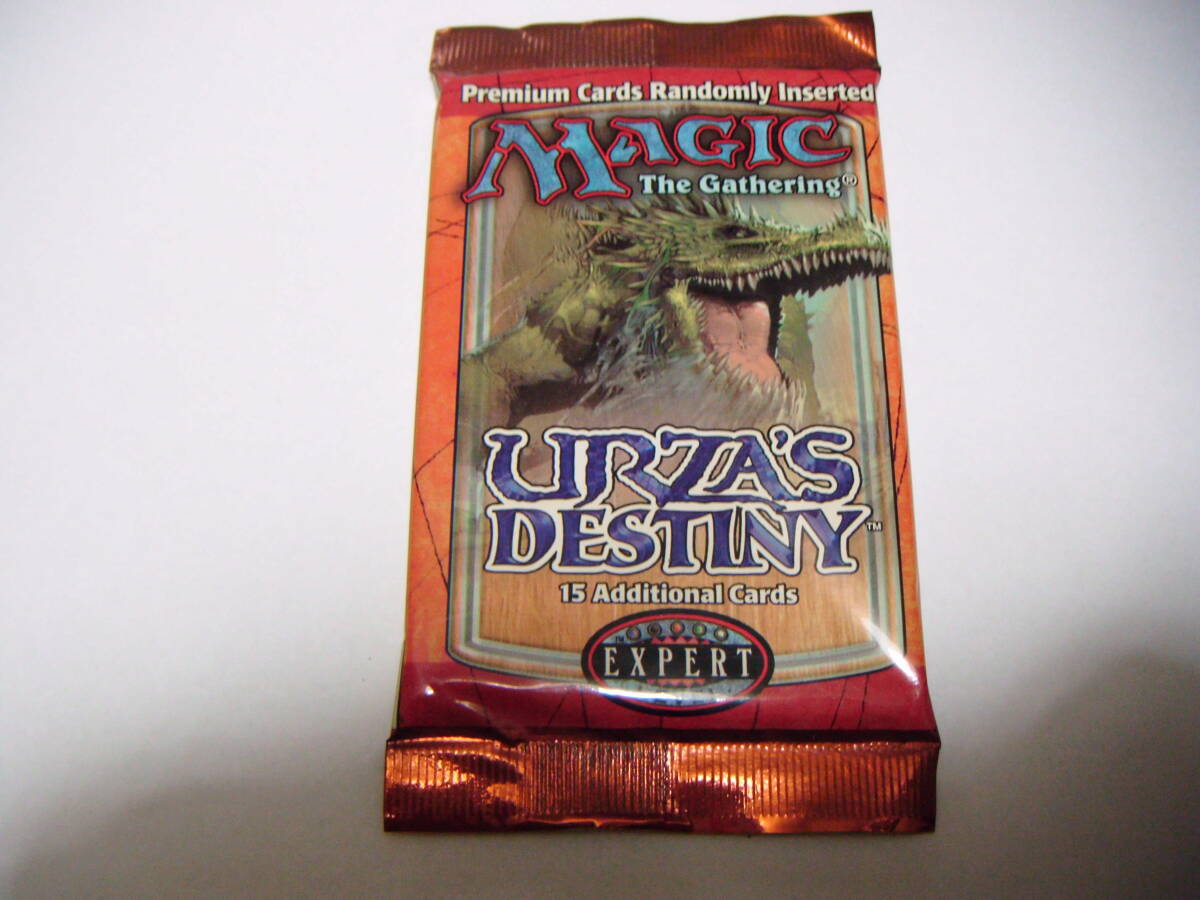 Premium Cards Randomly Inserted
MAGIC
The Gathering®
URZA'S
DESTINY™
15 Additional Cards
EXPERT